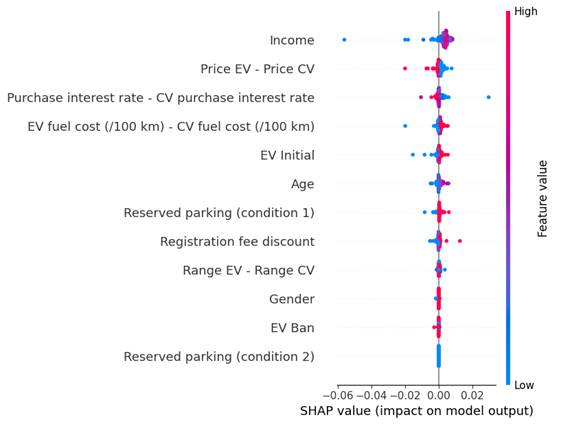 High
Income
Price EV - Price CV
Purchase interest rate - CV purchase interest rate
EV fuel cost (/100 km) - CV fuel cost (/100 km)
EV Initial
Age
Reserved parking (condition 1)
Registration fee discount
Range EV - Range CV
Gender
EV Ban
Reserved parking (condition 2)
Feature value
Low
−0.06 −0.04 −0.02 0.00 0.02
SHAP value (impact on model output)